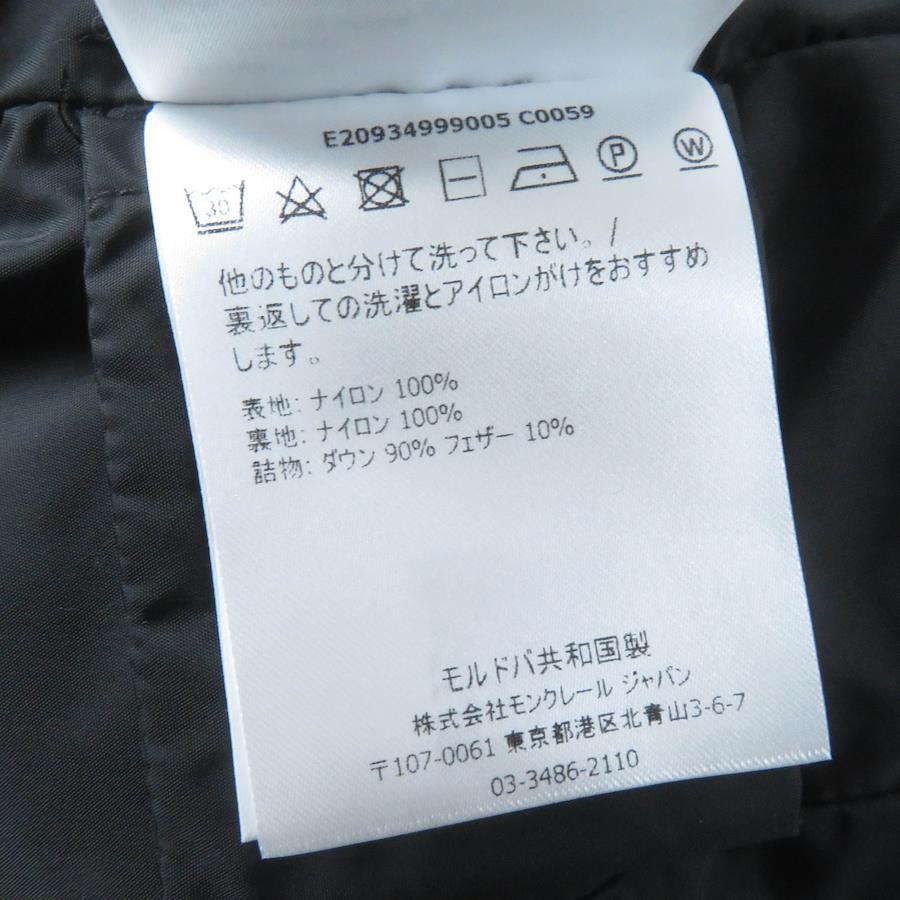 E20934999005 C0059
30 P W
他のものと分けて洗って下さい。/
裏返しての洗濯とアイロンがけをおすすめ
します。
表地: ナイロン 100%
裏地: ナイロン 100%
詰物: ダウン 90% フェザー 10%
モルドバ共和国製
株式会社モンクレール ジャパン
〒107-0061 東京都港区北青山3-6-7
03-3486-2110